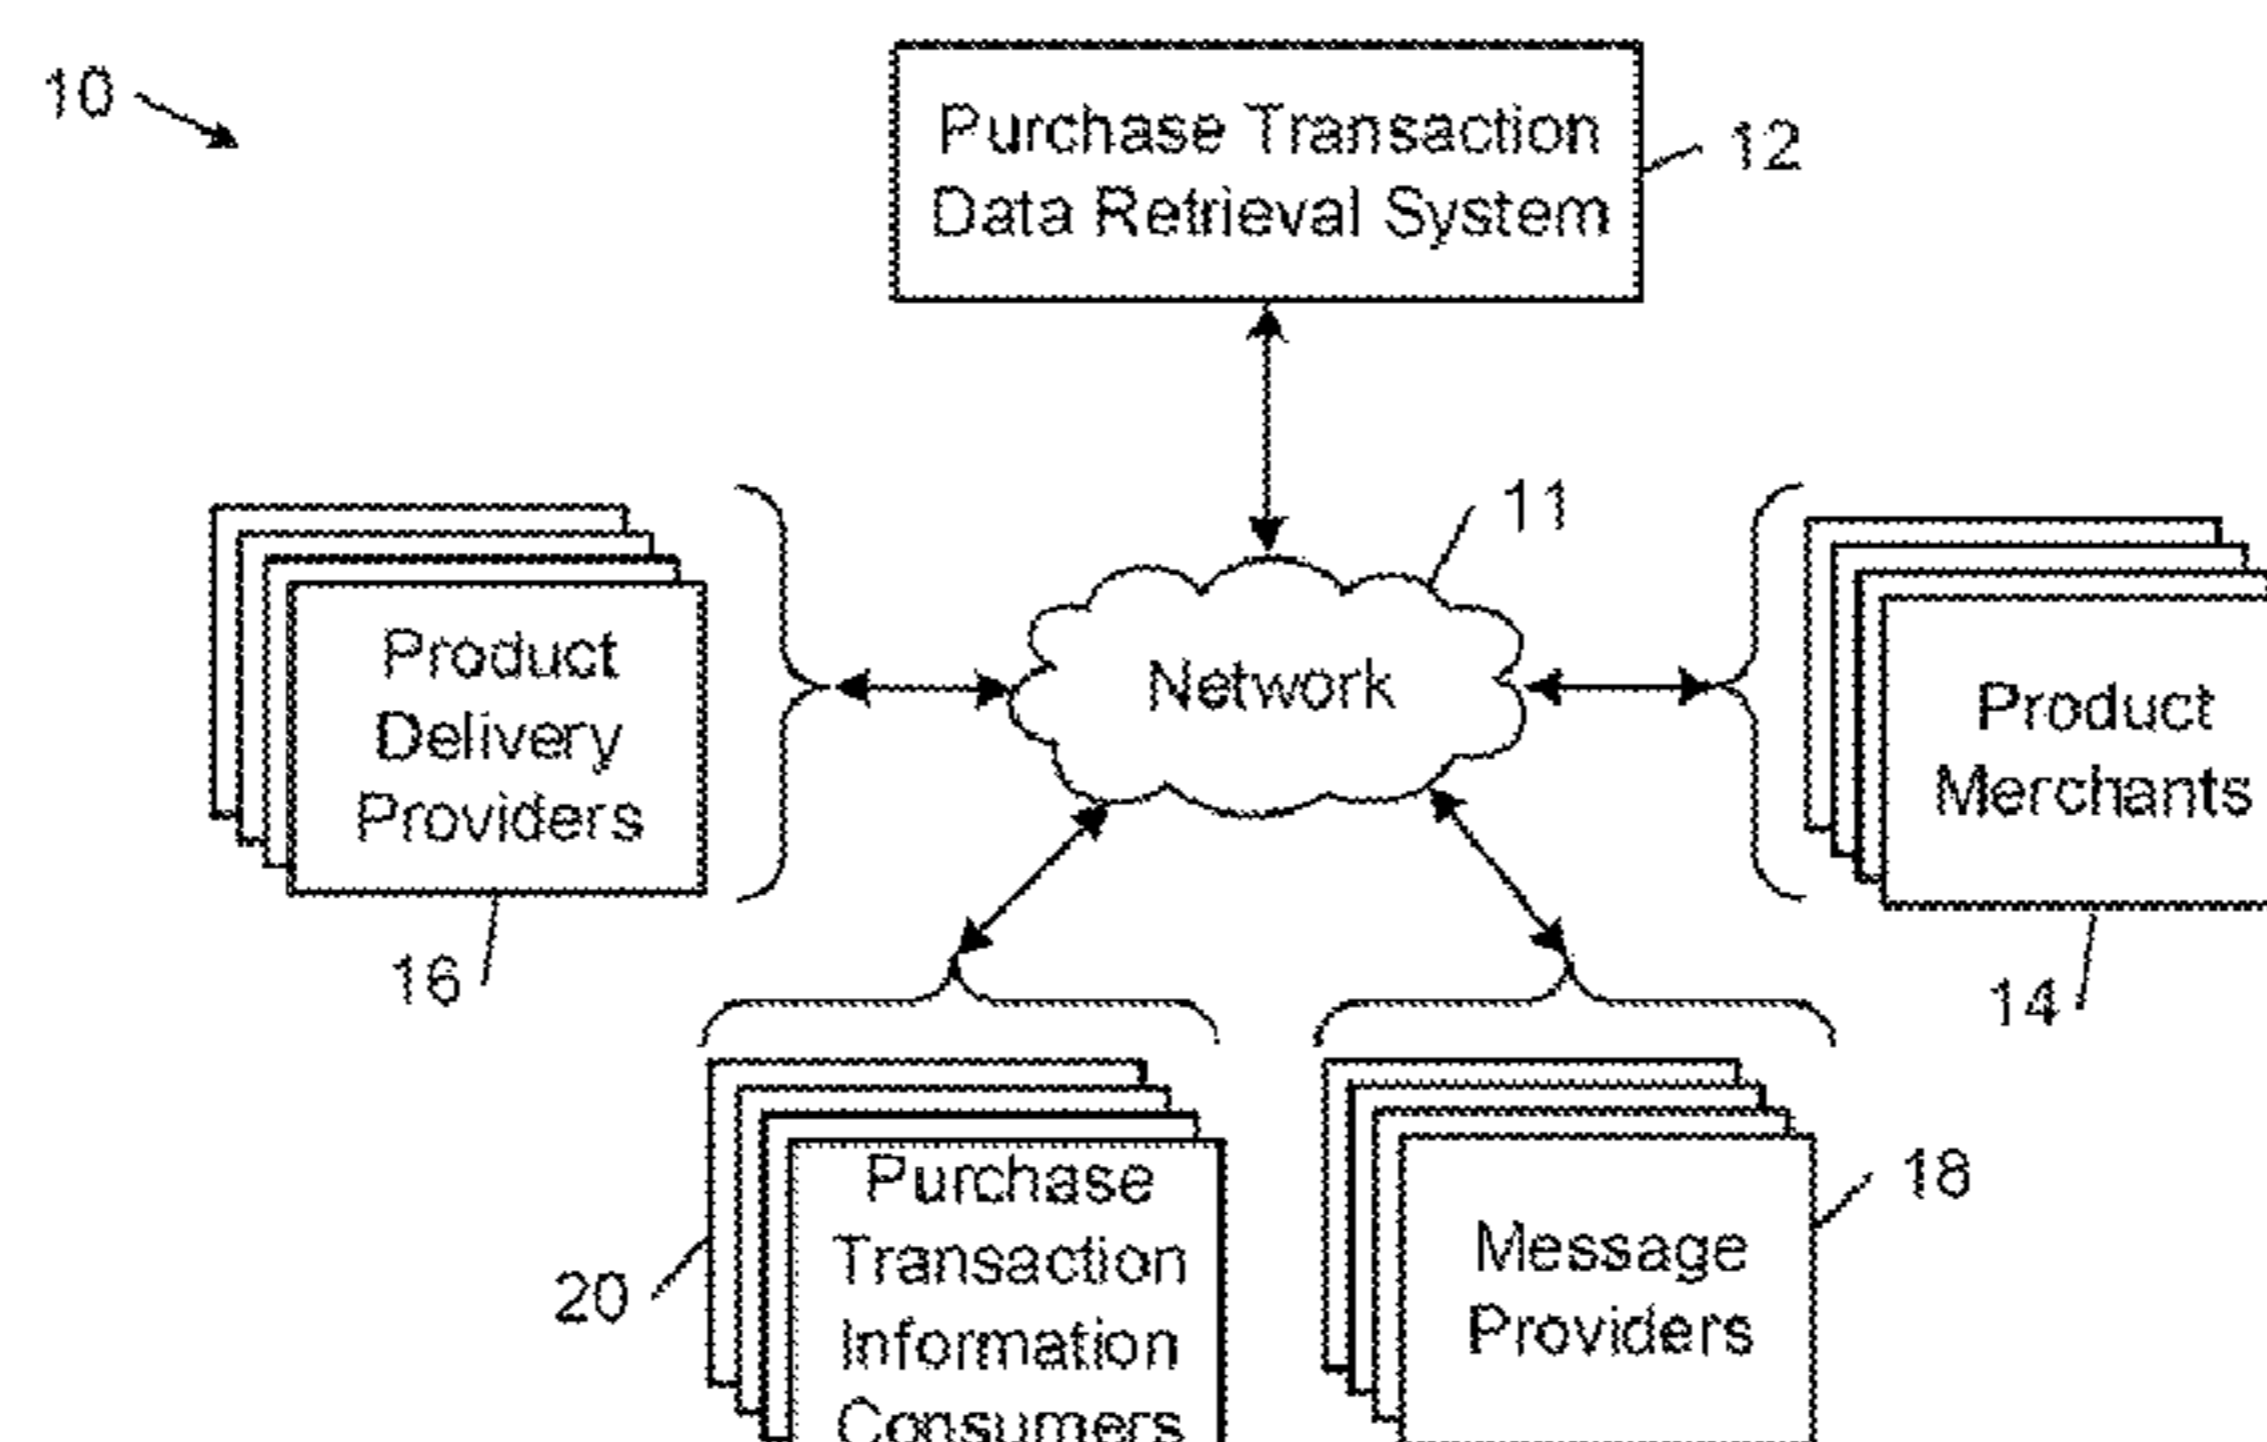 10
Purchase Transaction
Data Retrieval System
12
11
Product
Delivery
Providers
Network
Product
Merchants
16
14
Purchase
Transaction
Information
Consumers
20
Message
Providers
18